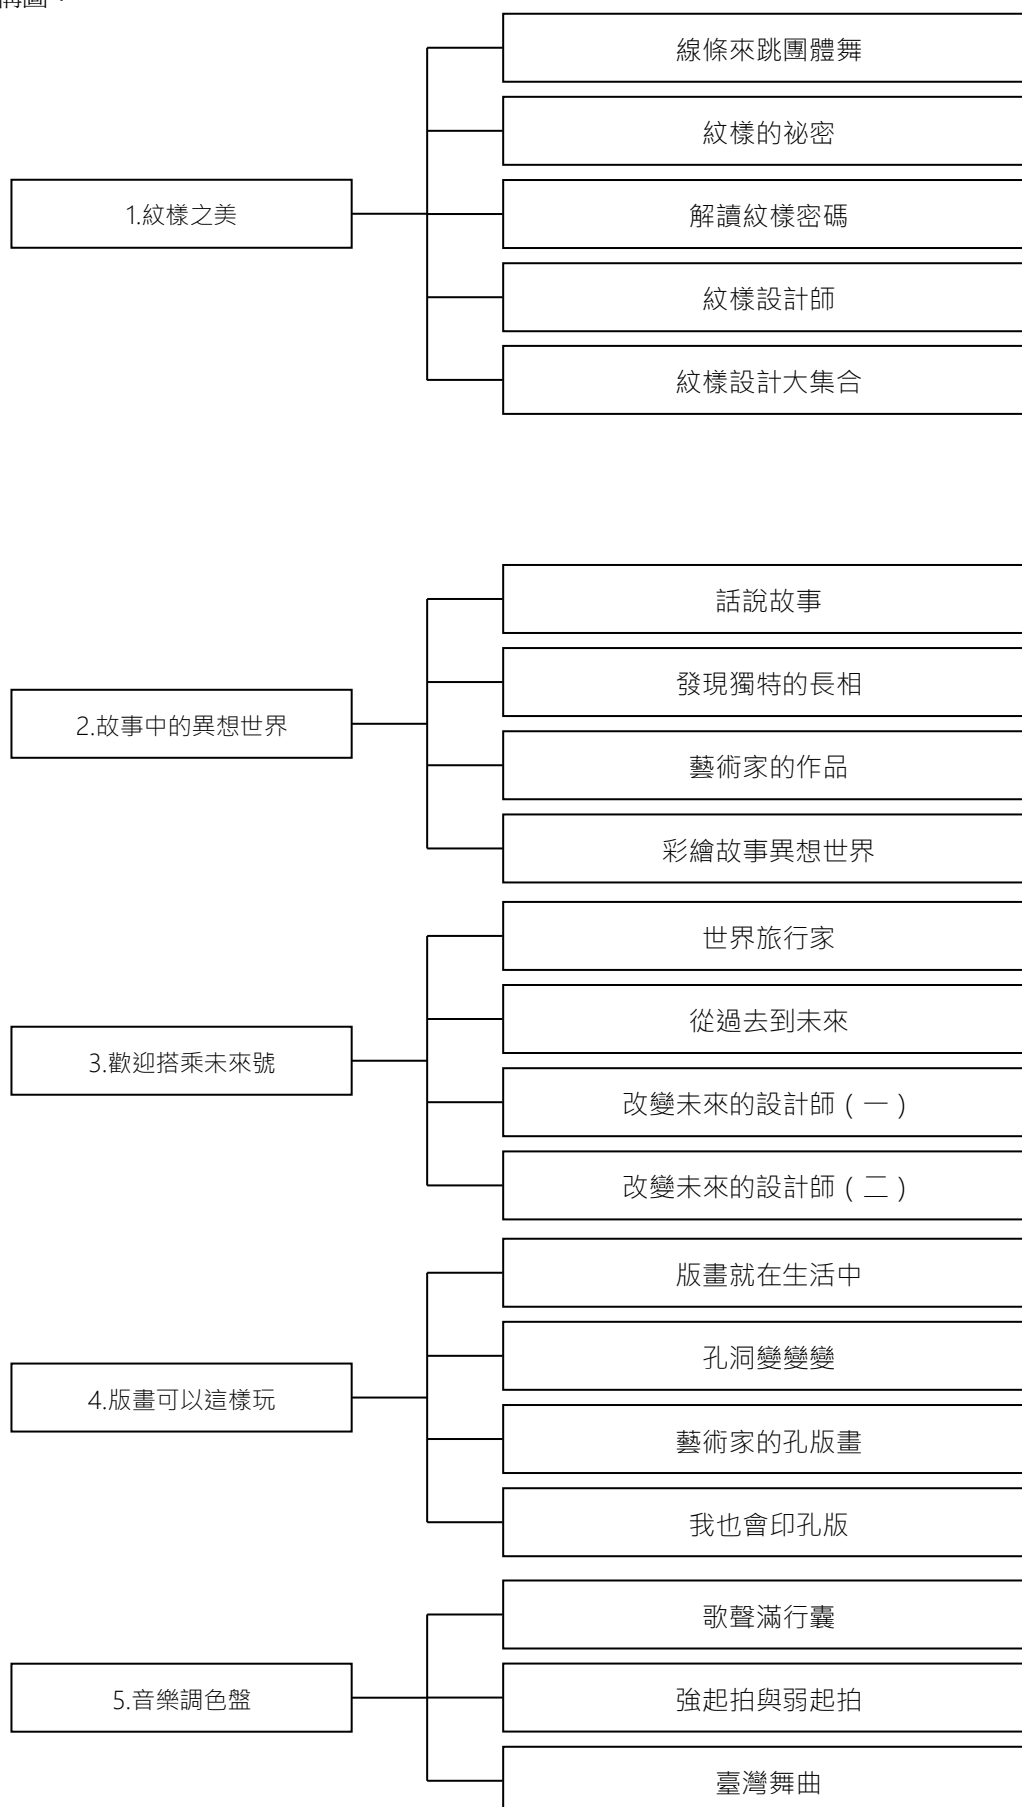 構圖：
線條來跳團體舞
紋樣的祕密
1.紋樣之美
解讀紋樣密碼
紋樣設計師
紋樣設計大集合
話說故事
發現獨特的長相
2.故事中的異想世界
藝術家的作品
彩繪故事異想世界
世界旅行家
從過去到未來
3.歡迎搭乘未來號
改變未來的設計師（一）
改變未來的設計師（二）
版畫就在生活中
孔洞變變變
4.版畫可以這樣玩
藝術家的孔版畫
我也會印孔版
歌聲滿行囊
5.音樂調色盤
強起拍與弱起拍
臺灣舞曲